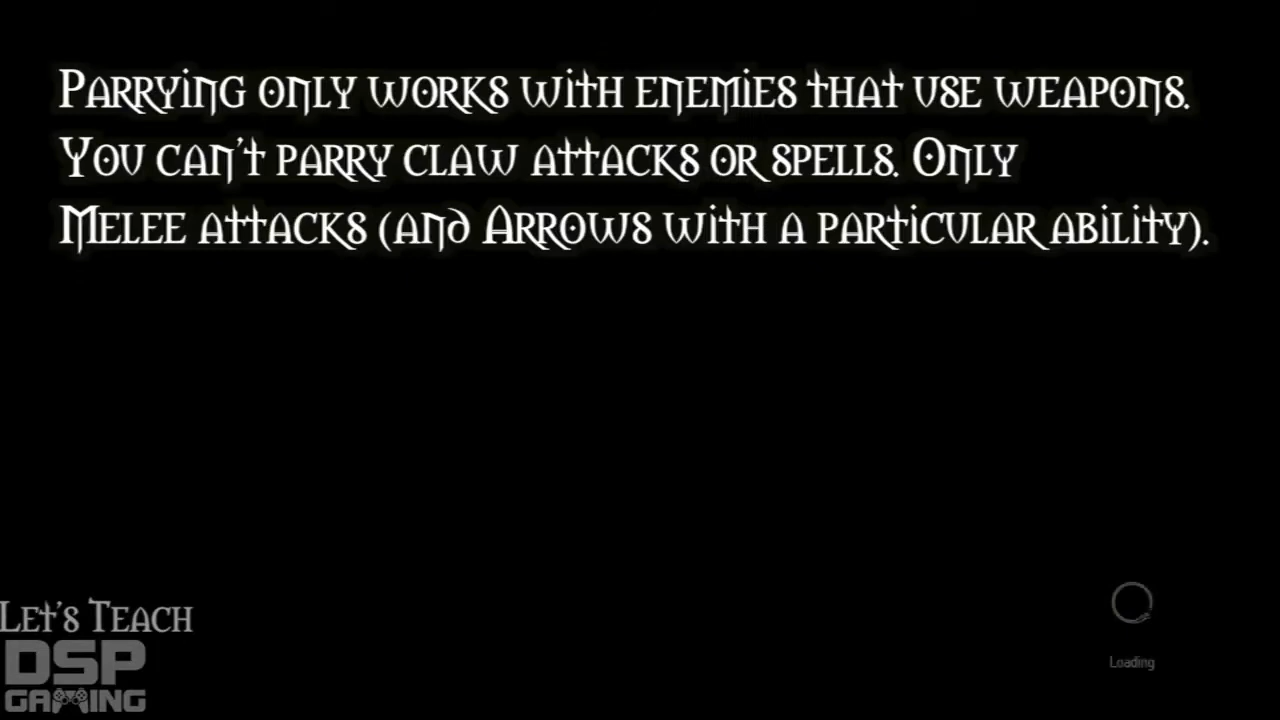 Parrying only works with enemies that use weapons.
You can't parry claw attacks or spells. Only
Melee attacks (and Arrows with a particular ability).
Let's Teach
DSP
GAMING
Loading